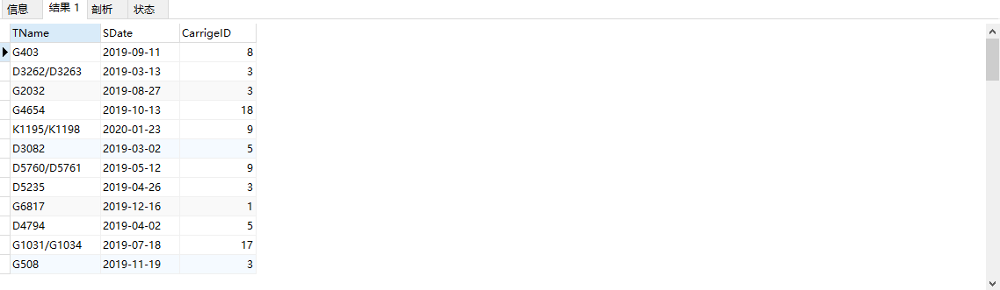 信息 结果 1 剖析 状态
TName SDate CarrigeID
G403 2019-09-11 8
D3262/D3263 2019-03-13 3
G2032 2019-08-27 3
G4654 2019-10-13 18
K1195/K1198 2020-01-23 9
D3082 2019-03-02 5
D5760/D5761 2019-05-12 9
D5235 2019-04-26 3
G6817 2019-12-16 1
D4794 2019-04-02 5
G1031/G1034 2019-07-18 17
G508 2019-11-19 3